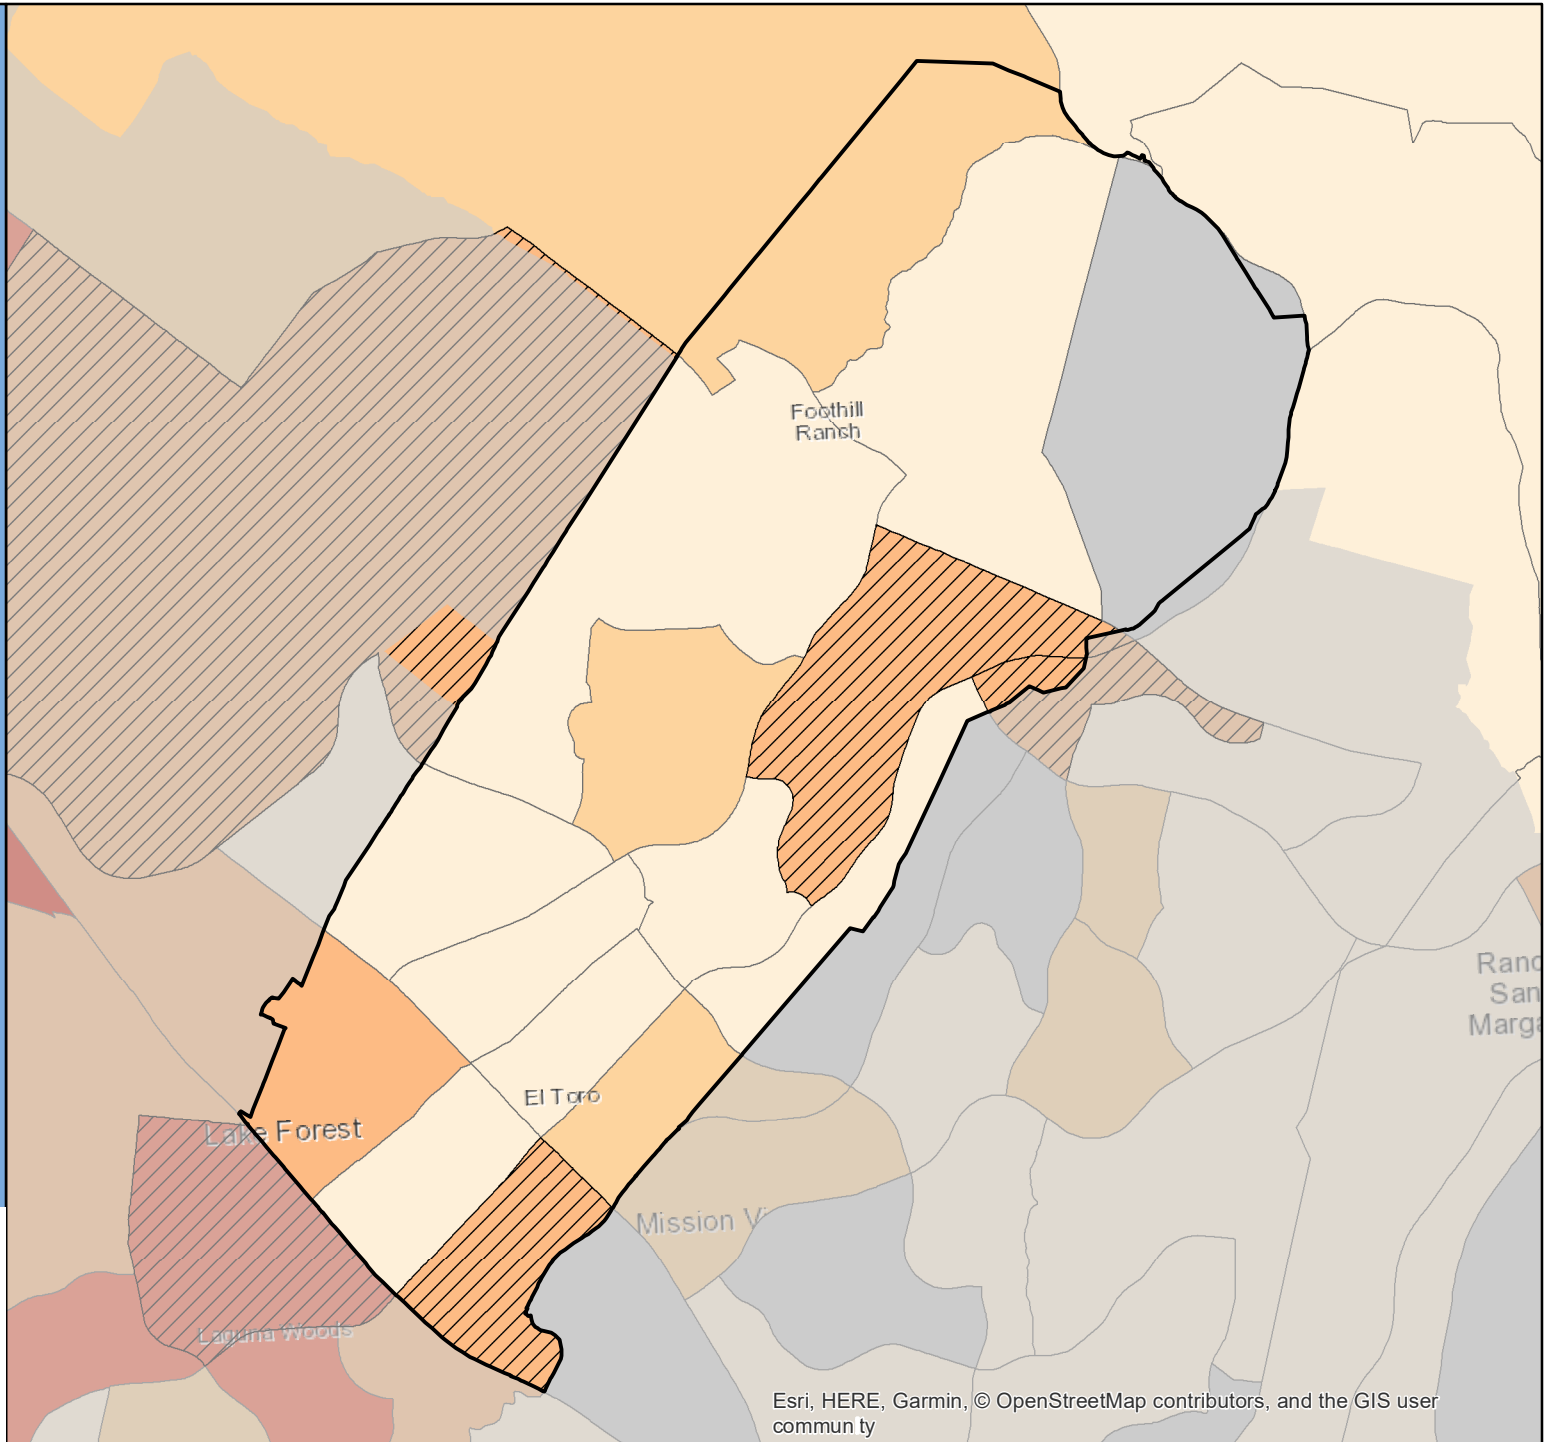 Foothill
Ranch
Ranc
San
Marga
El Toro
Lake Forest
Mission Vi
Laguna Woods
Esri, HERE, Garmin, © OpenStreetMap contributors, and the GIS user
commun ty